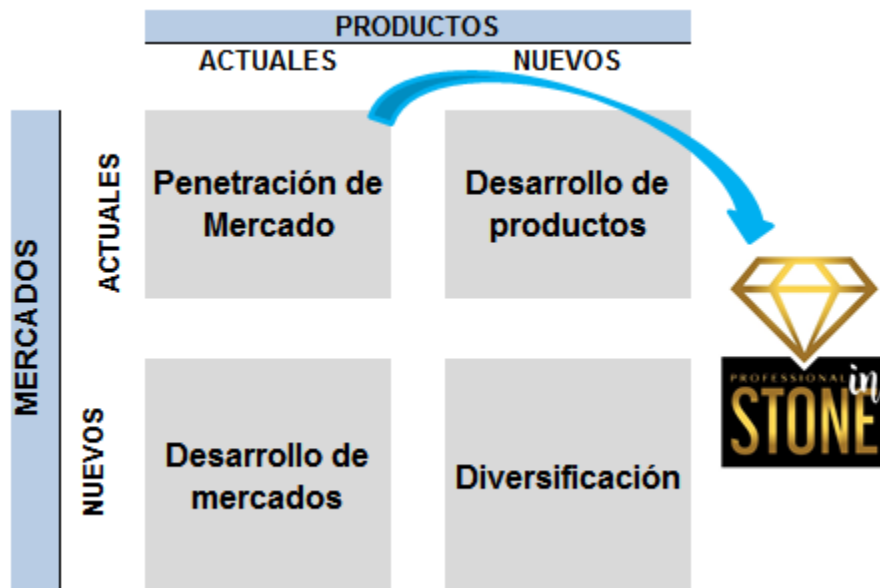 PRODUCTOS
ACTUALES
NUEVOS
MERCADOS
ACTUALES
Penetración de
Mercado
Desarrollo de
productos
NUEVOS
Desarrollo de
mercados
Diversificación
PROFESSIONAL in
STONE